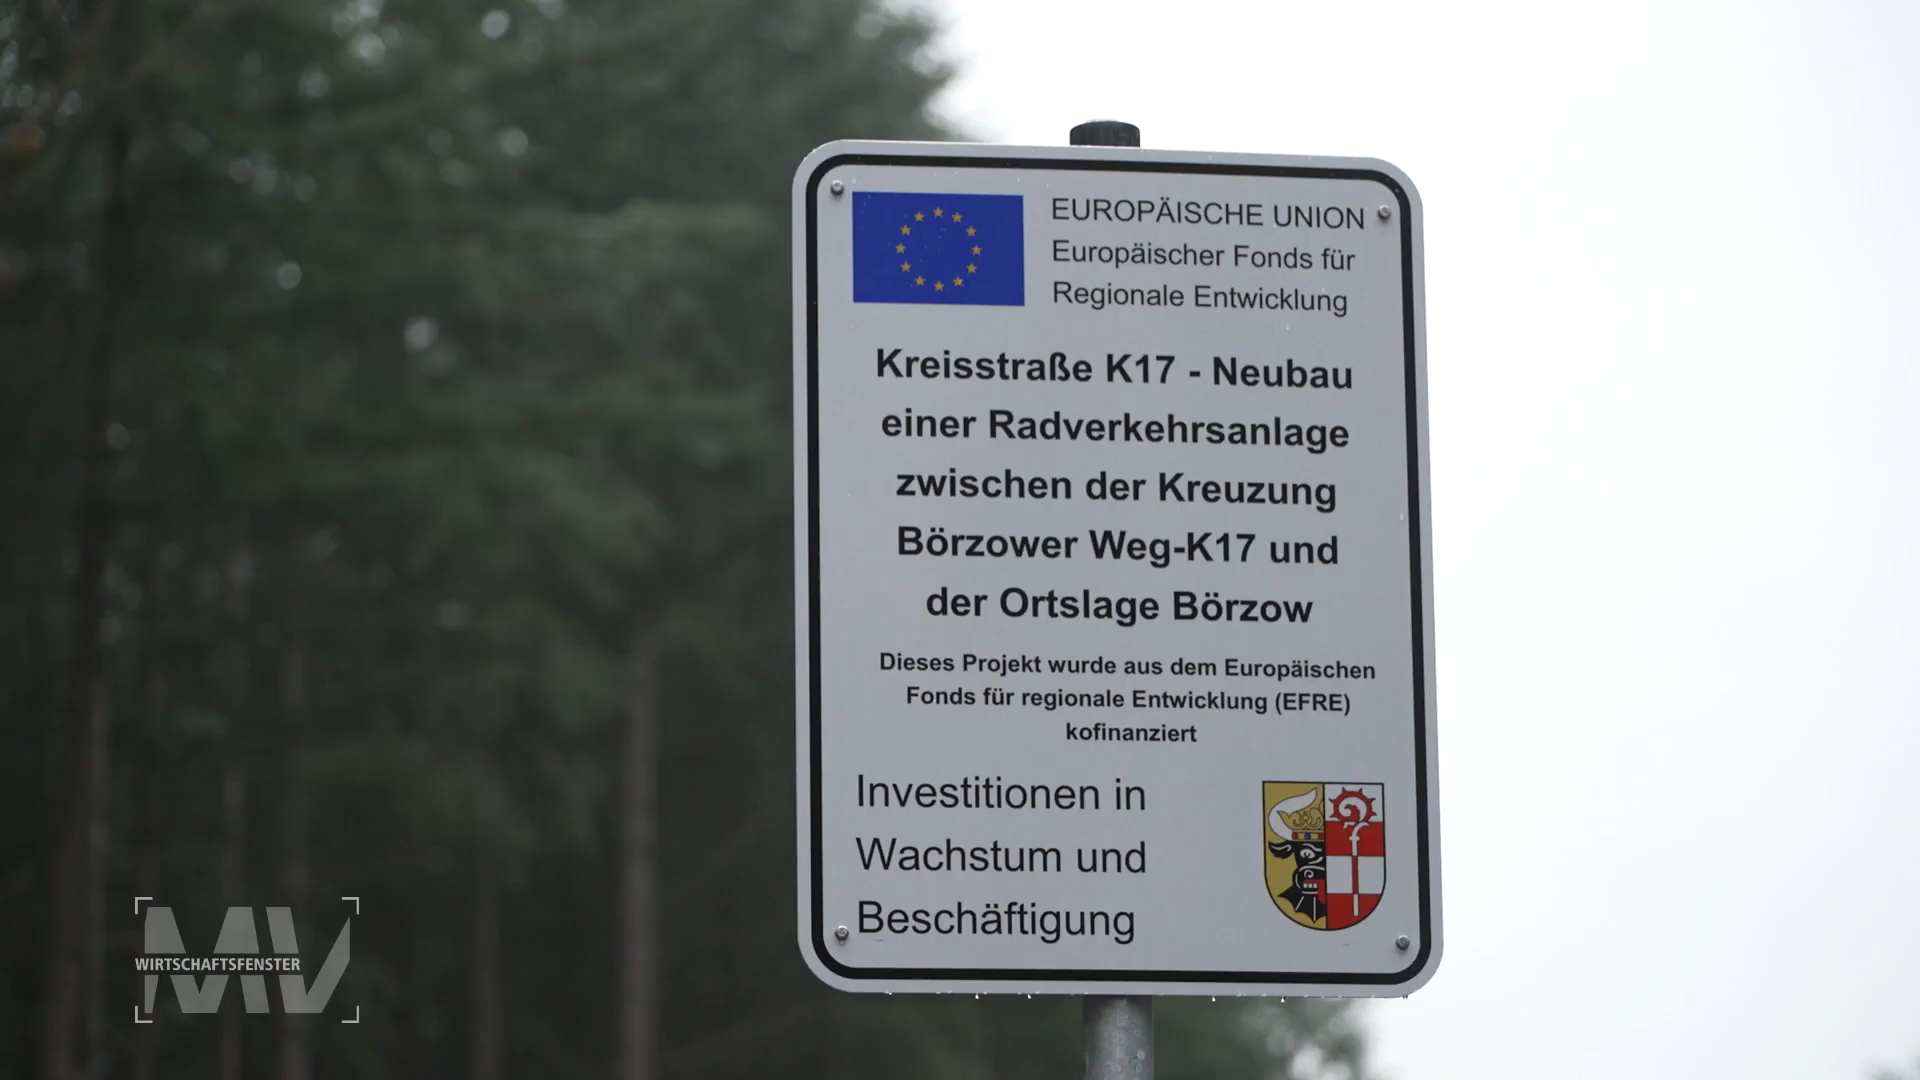 EUROPÄISCHE UNION
Europäischer Fonds für
Regionale Entwicklung
Kreisstraße K17 - Neubau
einer Radverkehrsanlage
zwischen der Kreuzung
Börzower Weg-K17 und
der Ortslage Börzow
Dieses Projekt wurde aus dem Europäischen
Fonds für regionale Entwicklung (EFRE)
kofinanziert
Investitionen in
Wachstum und
Beschäftigung
MV
WIRTSCHAFTSFENSTER